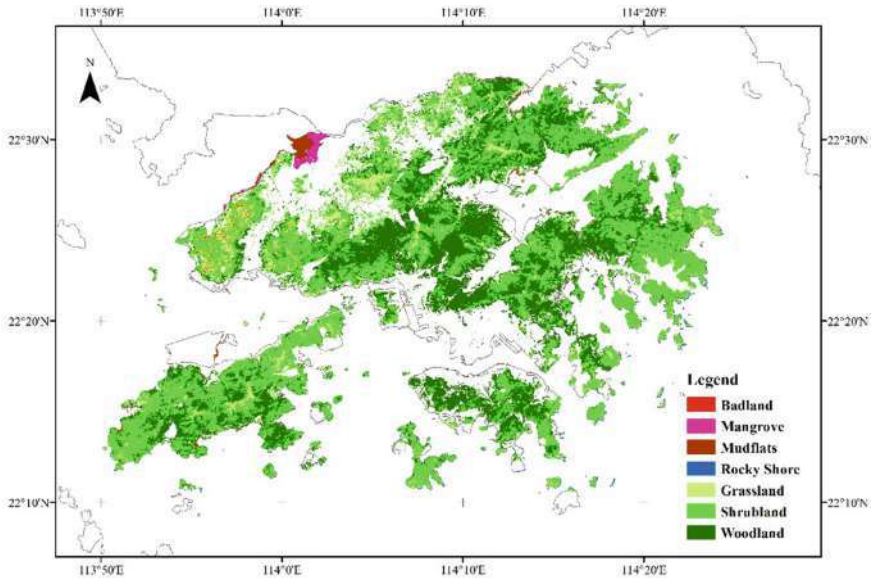 113°50'E 114°0'E 114°10'E 114°20'E
N
22°30'N 22°30'N
22°20'N 22°20'N
Legend
Badland
Mangrove
Mudflats
Rocky Shore
Grassland
Shrubland
Woodland
22°10'N 22°10'N
113°50'E 114°0'E 114°10'E 114°20'E